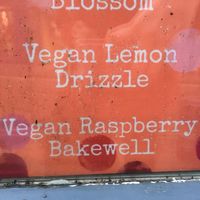 Blossom
Vegan Lemon
Drizzle
Vegan Raspberry
Bakewell